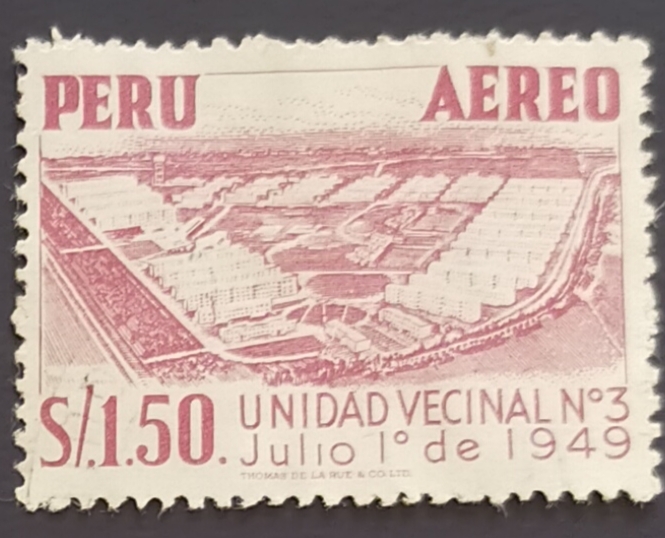 PERU AEREO
S/.1.50. UNIDAD VECINAL Nº3
Julio 1º de 1949
THOMAS DE LA RUE & CO. LTD.